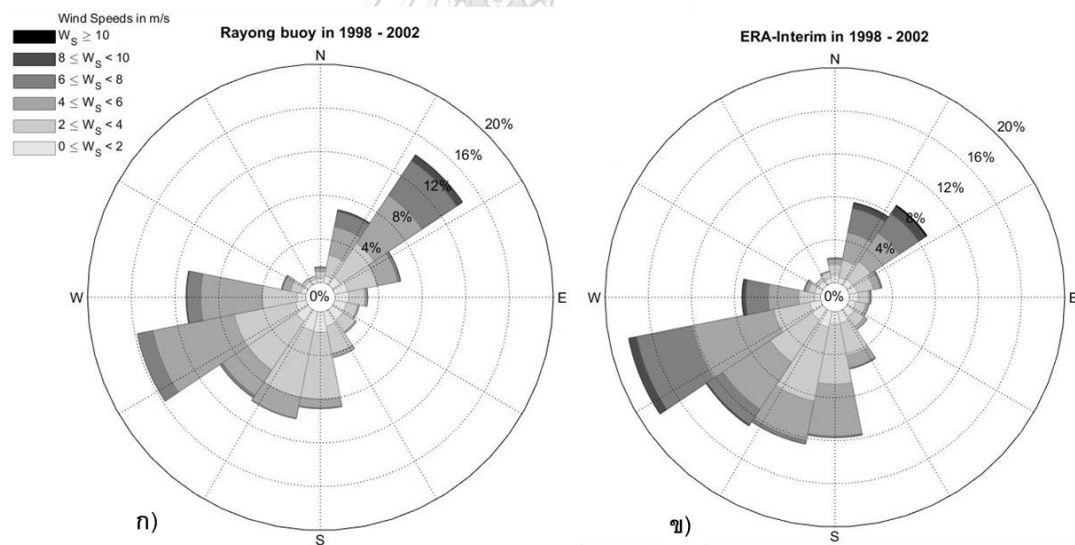 Wind Speeds in m/s
W_S ≥ 10
8 ≤ W_S < 10
6 ≤ W_S < 8
4 ≤ W_S < 6
2 ≤ W_S < 4
0 ≤ W_S < 2
Rayong buoy in 1998 - 2002
N
20%
16%
12%
8%
4%
0%
W
E
S
ก)
ERA-Interim in 1998 - 2002
N
20%
16%
12%
8%
4%
0%
W
E
S
ข)